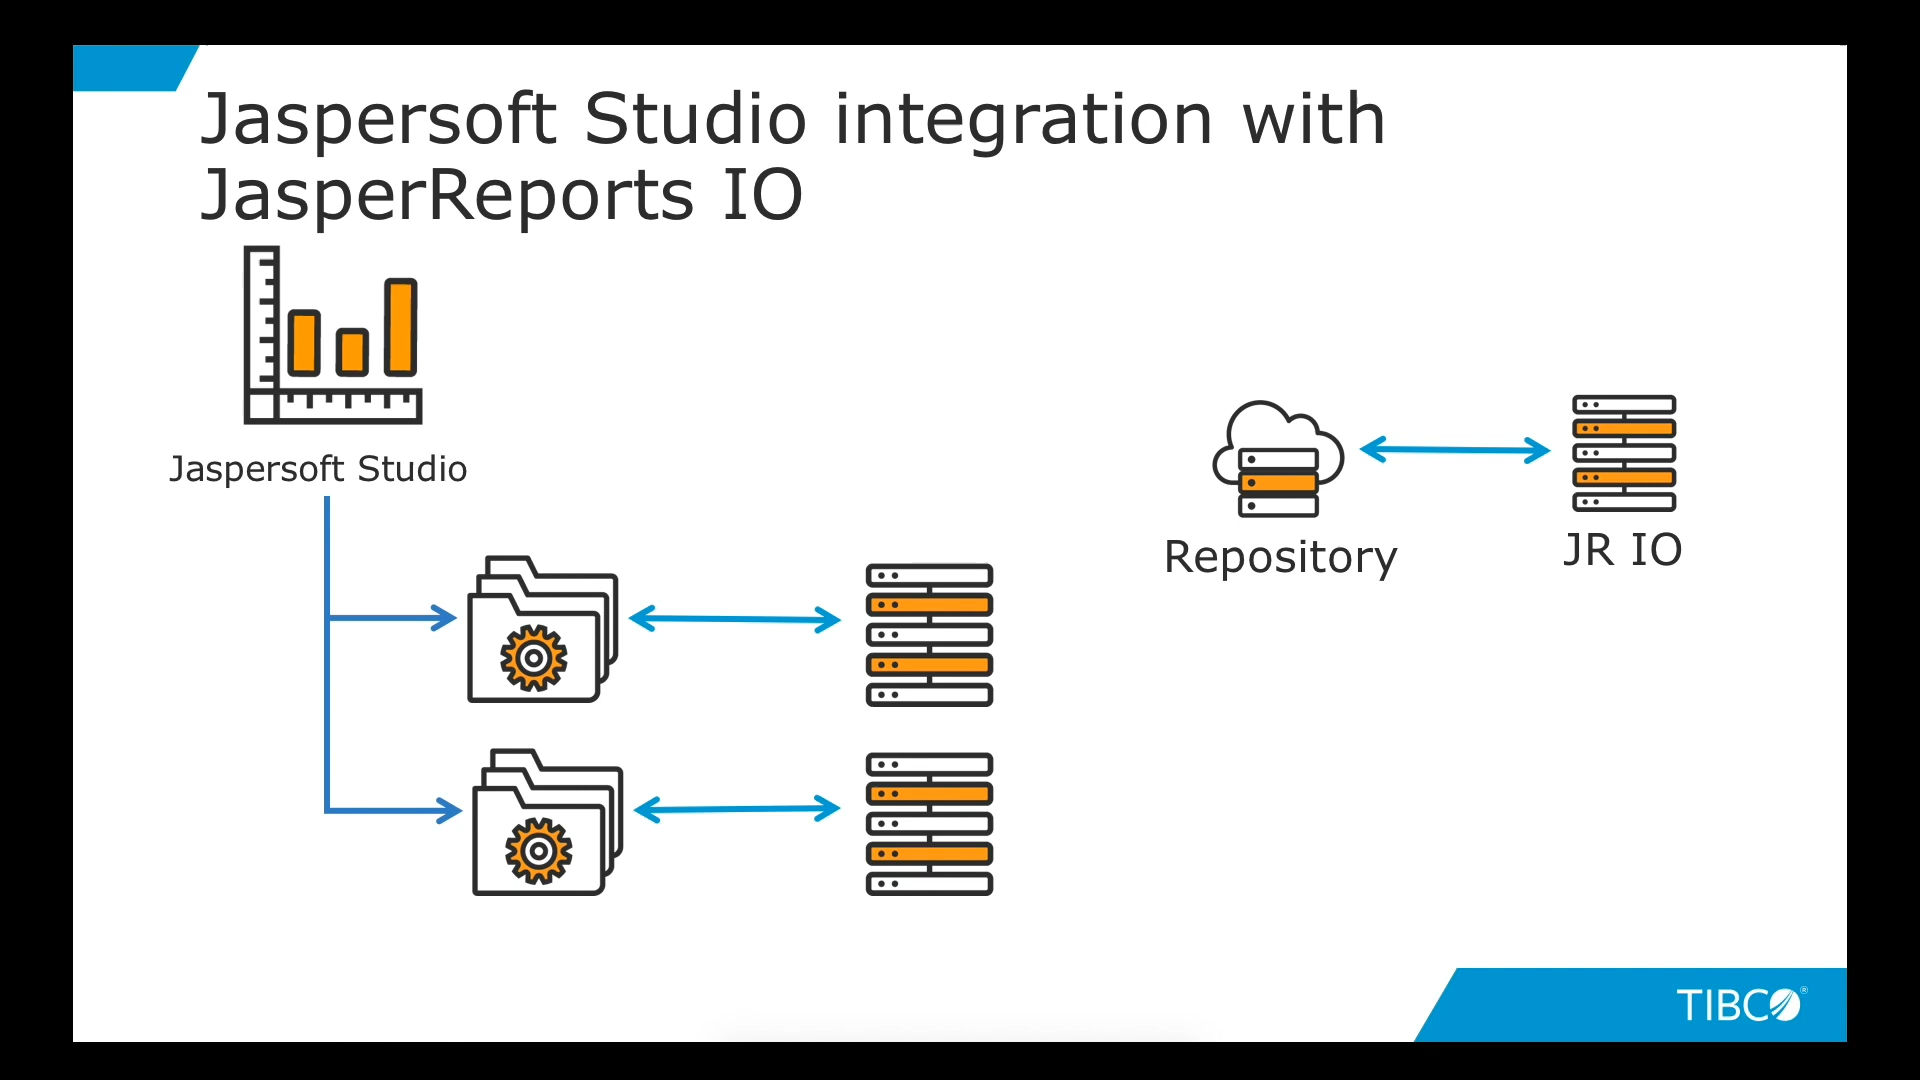 Jaspersoft Studio integration with
JasperReports IO
Jaspersoft Studio
Repository
JR IO
TIBCO®